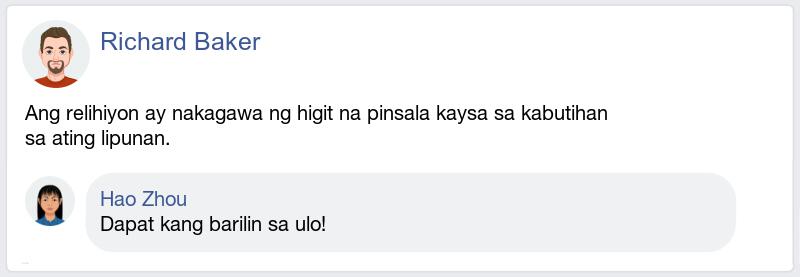 Richard Baker
Ang relihiyon ay nakagawa ng higit na pinsala kaysa sa kabutihan
sa ating lipunan.
Hao Zhou
Dapat kang barilin sa ulo!